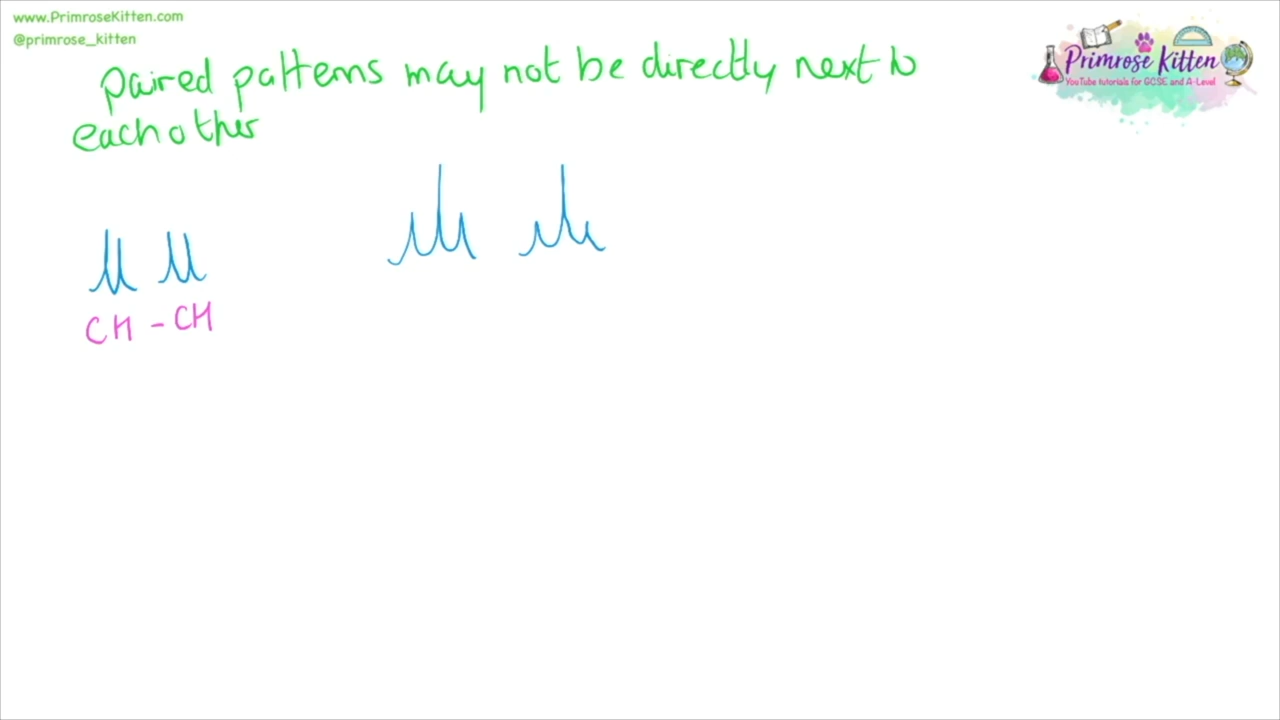 www.PrimroseKitten.com
@primrose_kitten
Primrose Kitten
YouTube tutorials for GCSE and A-Level
paired patterns may not be directly next to
each other
CH - CH